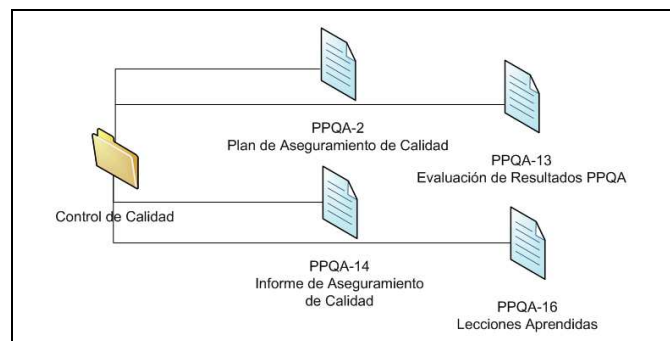 PPQA-2
Plan de Aseguramiento de Calidad
PPQA-13
Evaluación de Resultados PPQA
Control de Calidad
PPQA-14
Informe de Aseguramiento
de Calidad
PPQA-16
Lecciones Aprendidas